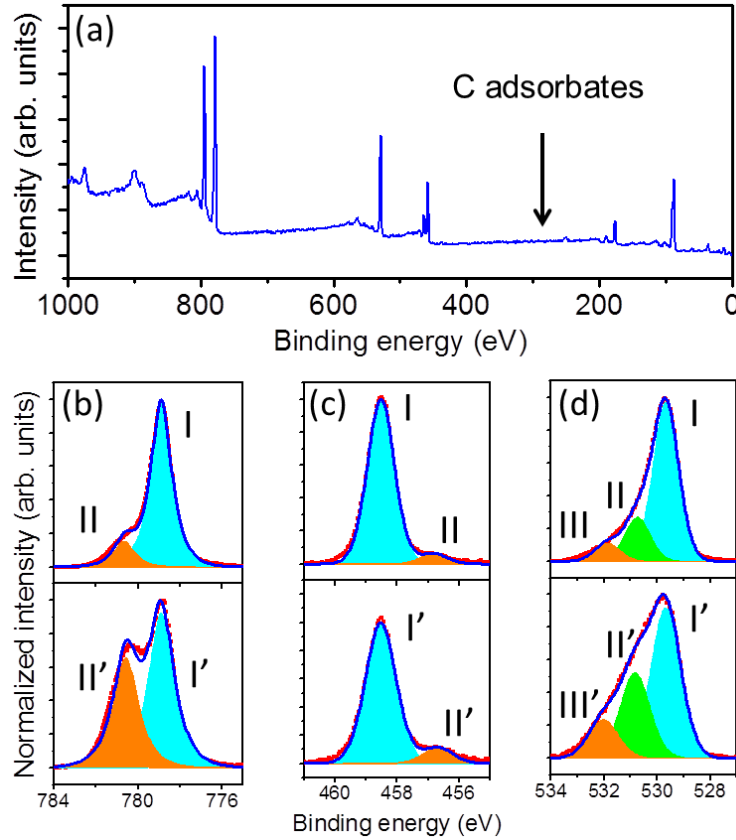 (a)
C adsorbates
Intensity (arb. units)
1000 800 600 400 200 0
Binding energy (eV)
(b) I II
(c) I II
(d) I II III
I' II'
I' II'
I' II' III'
Normalized intensity (arb. units)
784 780 776
460 458 456
534 532 530 528
Binding energy (eV)